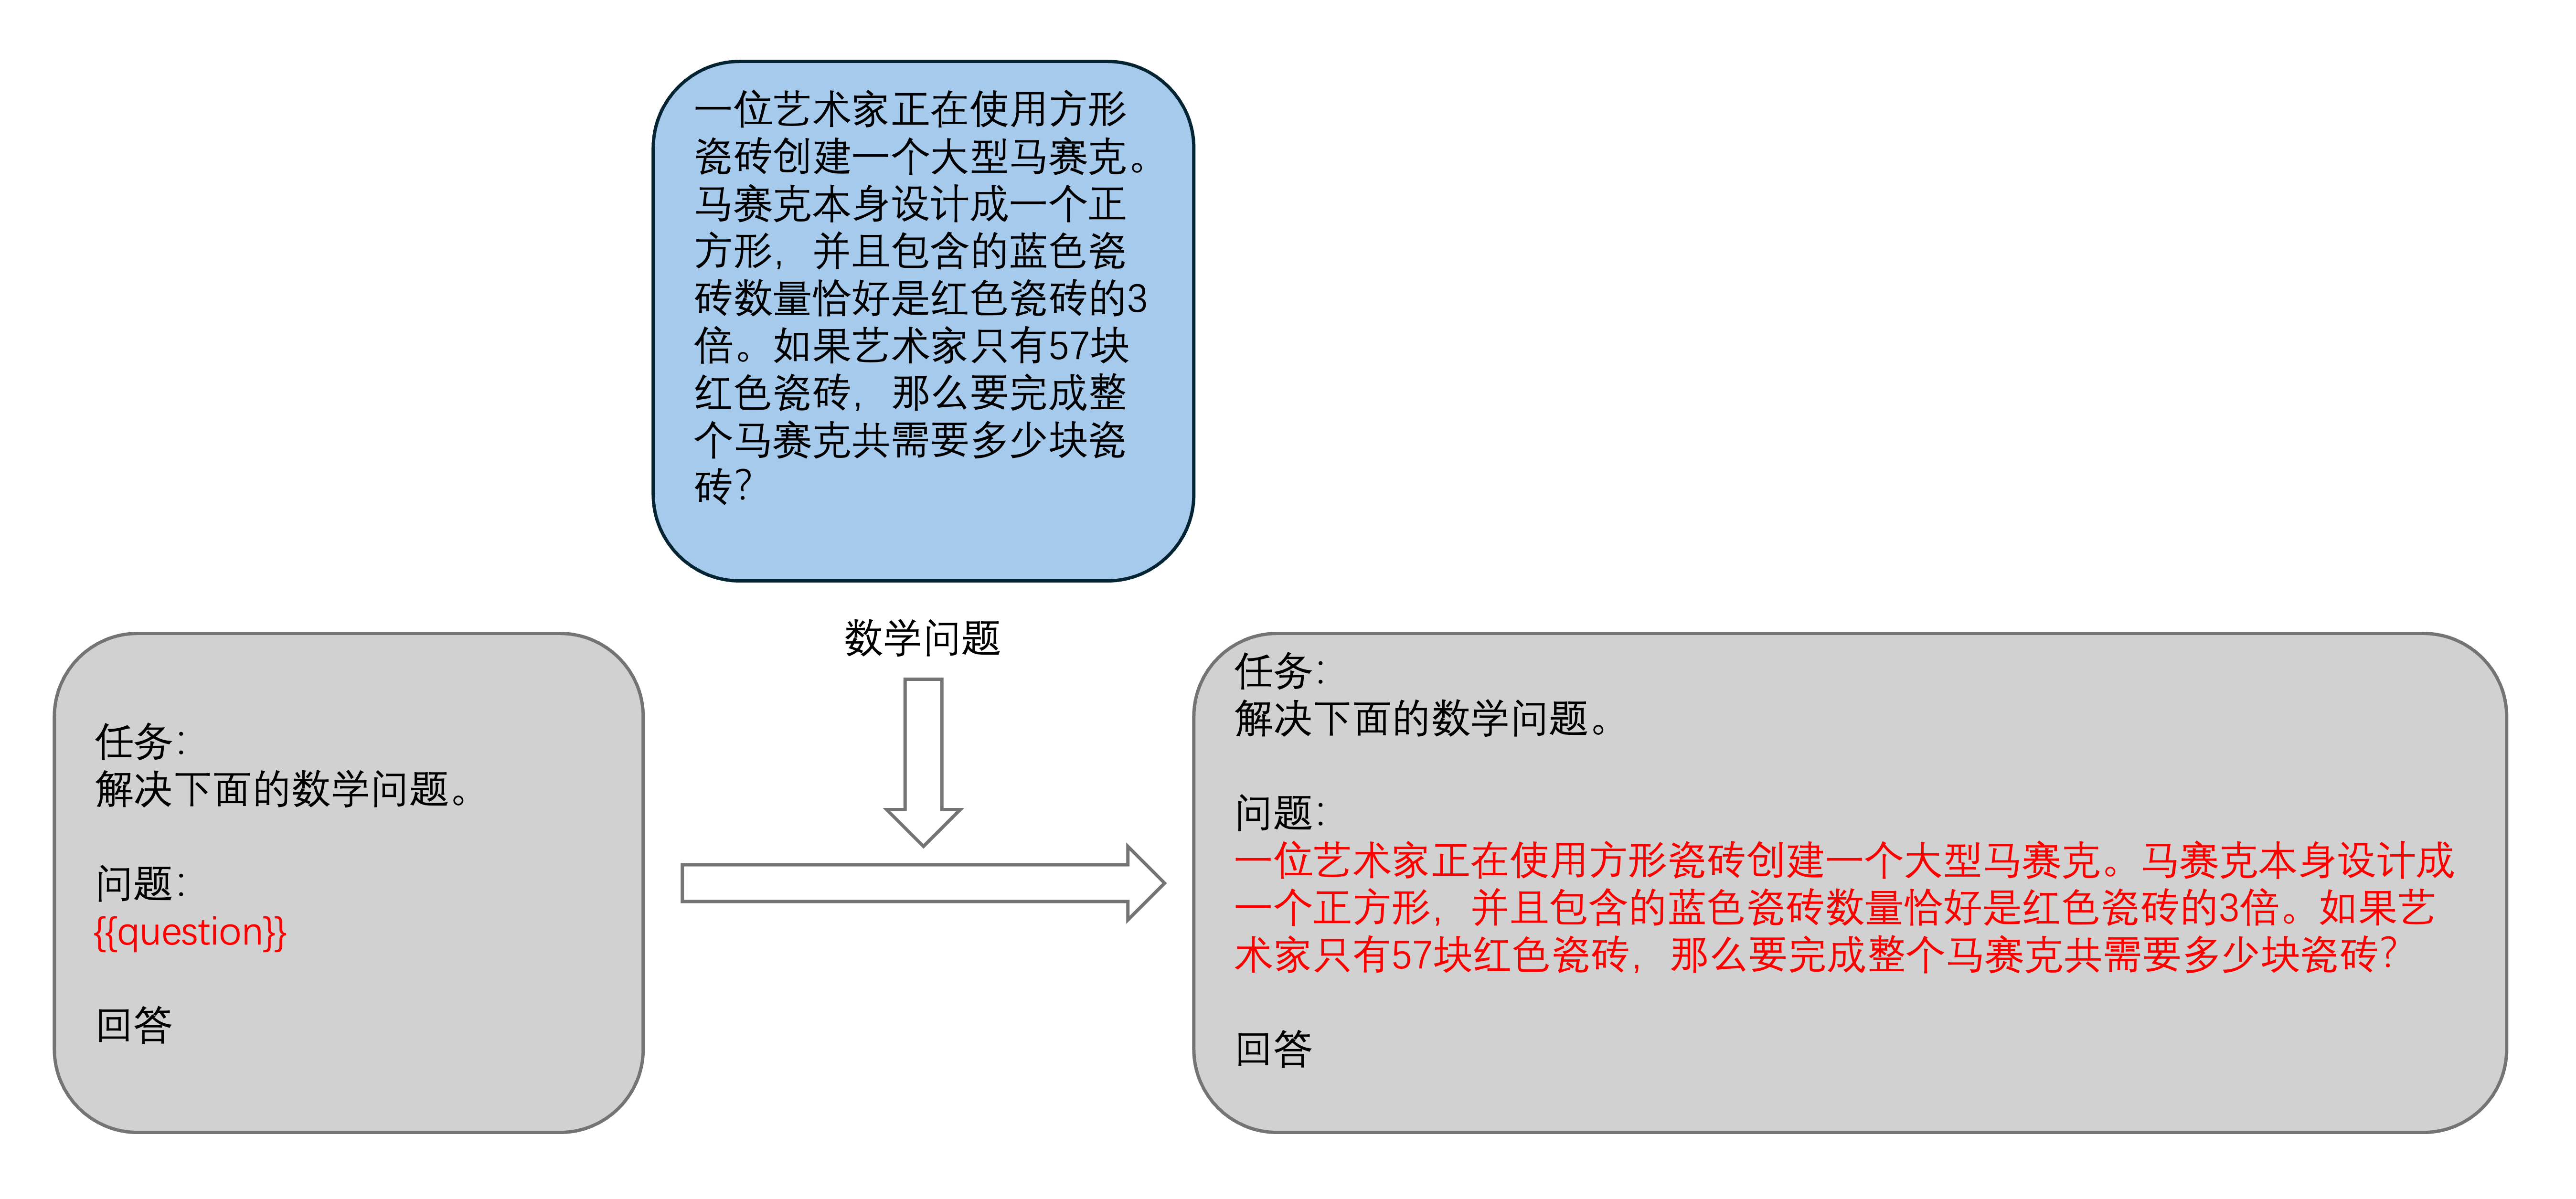 一位艺术家正在使用方形
瓷砖创建一个大型马赛克。
马赛克本身设计成一个正
方形，并且包含的蓝色瓷
砖数量恰好是红色瓷砖的3
倍。如果艺术家只有57块
红色瓷砖，那么要完成整
个马赛克共需要多少块瓷
砖？
数学问题
任务：
解决下面的数学问题。
问题：
{{question}}
回答
任务：
解决下面的数学问题。
问题：
一位艺术家正在使用方形瓷砖创建一个大型马赛克。马赛克本身设计成
一个正方形，并且包含的蓝色瓷砖数量恰好是红色瓷砖的3倍。如果艺
术家只有57块红色瓷砖，那么要完成整个马赛克共需要多少块瓷砖？
回答